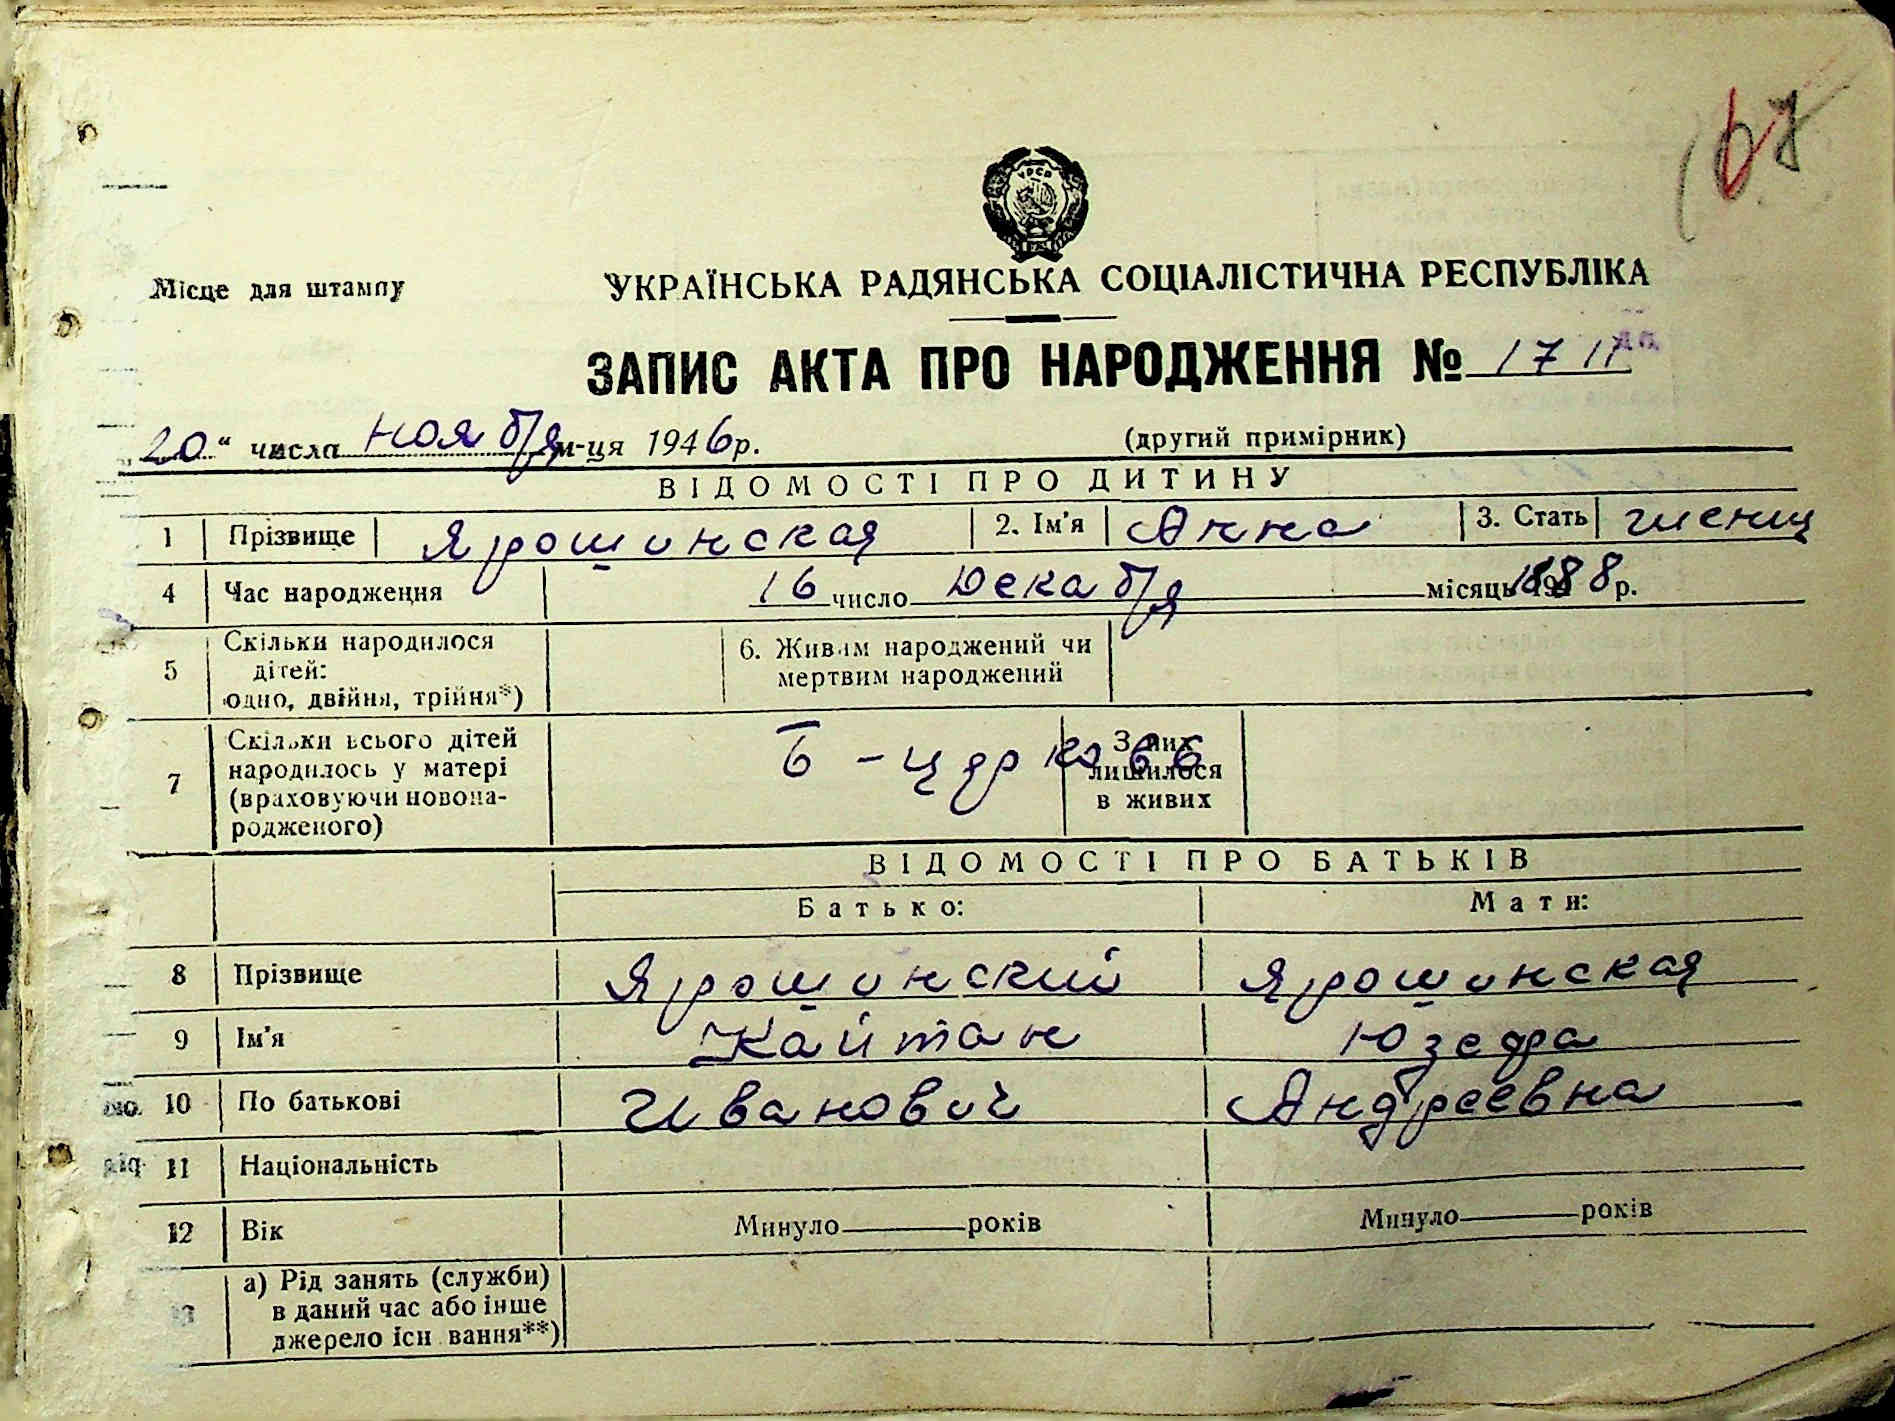 167
УРСР
Місце для штампу
УКРАЇНСЬКА РАДЯНСЬКА СОЦІАЛІСТИЧНА РЕСПУБЛІКА
ЗАПИС АКТА ПРО НАРОДЖЕННЯ № 1711
„20“ числа ноября м-ця 1946 р. (другий примірник)
ВІДОМОСТІ ПРО ДИТИНУ
1 Прізвище Ярошинская 2. Ім'я Анна 3. Стать женщ
4 Час народження 16 число Декабря місяць 1888 р.
5 Скільки народилося дітей: одно, двійня, трійня*) 6. Живим народжений чи мертвим народжений
7 Скільки всього дітей народилось у матері (враховуючи новонародженого) Б-Церковь З них лишилося в живих
ВІДОМОСТІ ПРО БАТЬКІВ
Батько: Мати:
8 Прізвище Ярошинский Ярошинская
9 Ім'я Кайтан Юзефа
10 По батькові Иванович Андреевна
11 Національність
12 Вік Минуло — років Минуло — років
13 а) Рід занять (служби)
в даний час або інше
джерело існ вання**)